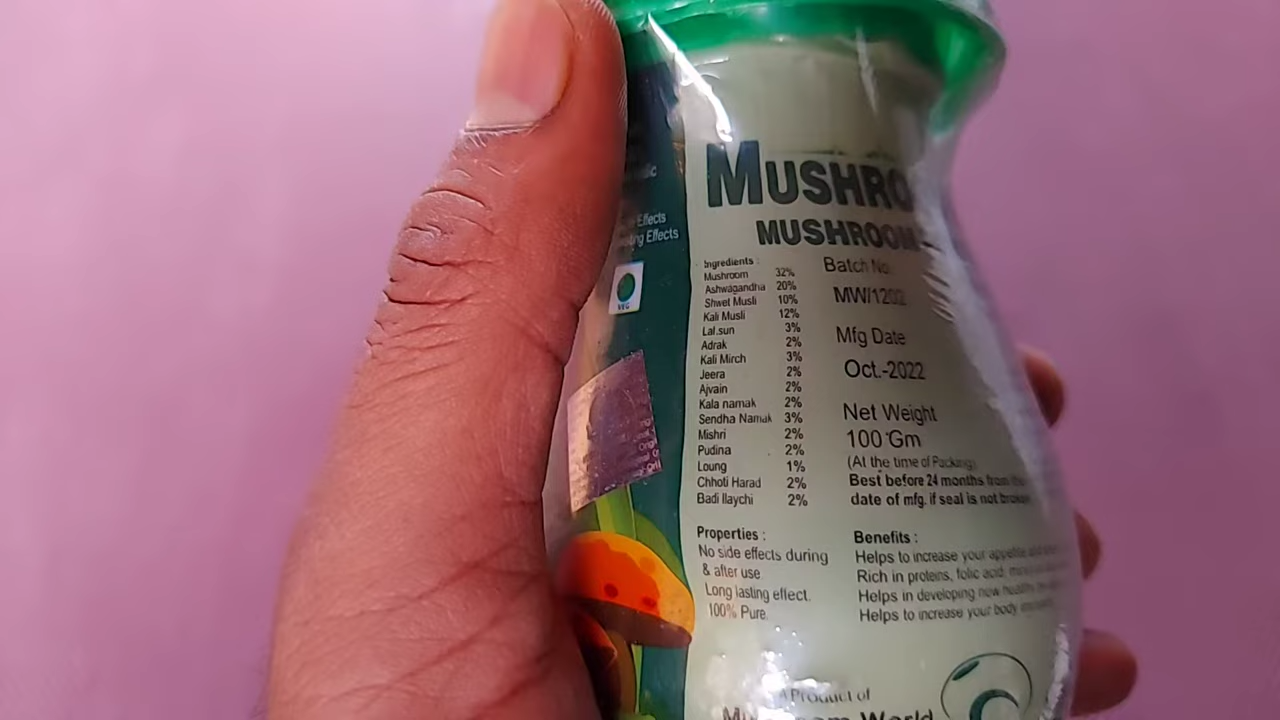 Effects
Effects
VEG
MUSHRO
MUSHROOM
Ingredients :
Mushroom 32%
Ashwagandha 20%
Shwet Musli 10%
Kali Musli 12%
Lal.sun 3%
Adrak 2%
Kali Mirch 3%
Jeera 2%
Ajvain 2%
Kala namak 2%
Sendha Namak 3%
Mishri 2%
Pudina 2%
Loung 1%
Chhoti Harad 2%
Badi Ilaychi 2%
Batch No.
MW/1202
Mfg Date
Oct.-2022
Net Weight
100 Gm
(At the time of Packing)
Best before 24 months from the
date of mfg. if seal is not broken
Properties :
No side effects during
& after use
Long lasting effect.
100% Pure.
Benefits :
Helps to increase your appetite
Rich in proteins, folic acid,
Helps in developing new healthy
Helps to increase your body
A Product of
Mushroom World